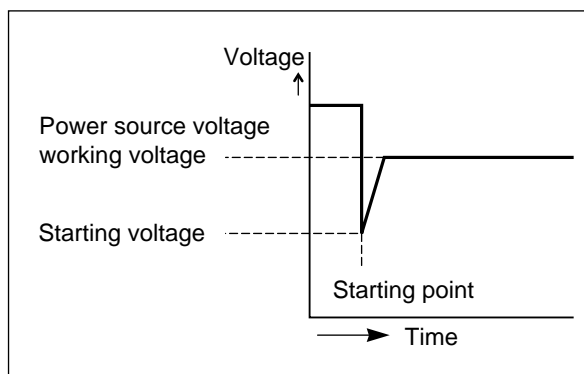 Voltage
Power source voltage
working voltage
Starting voltage
Starting point
Time